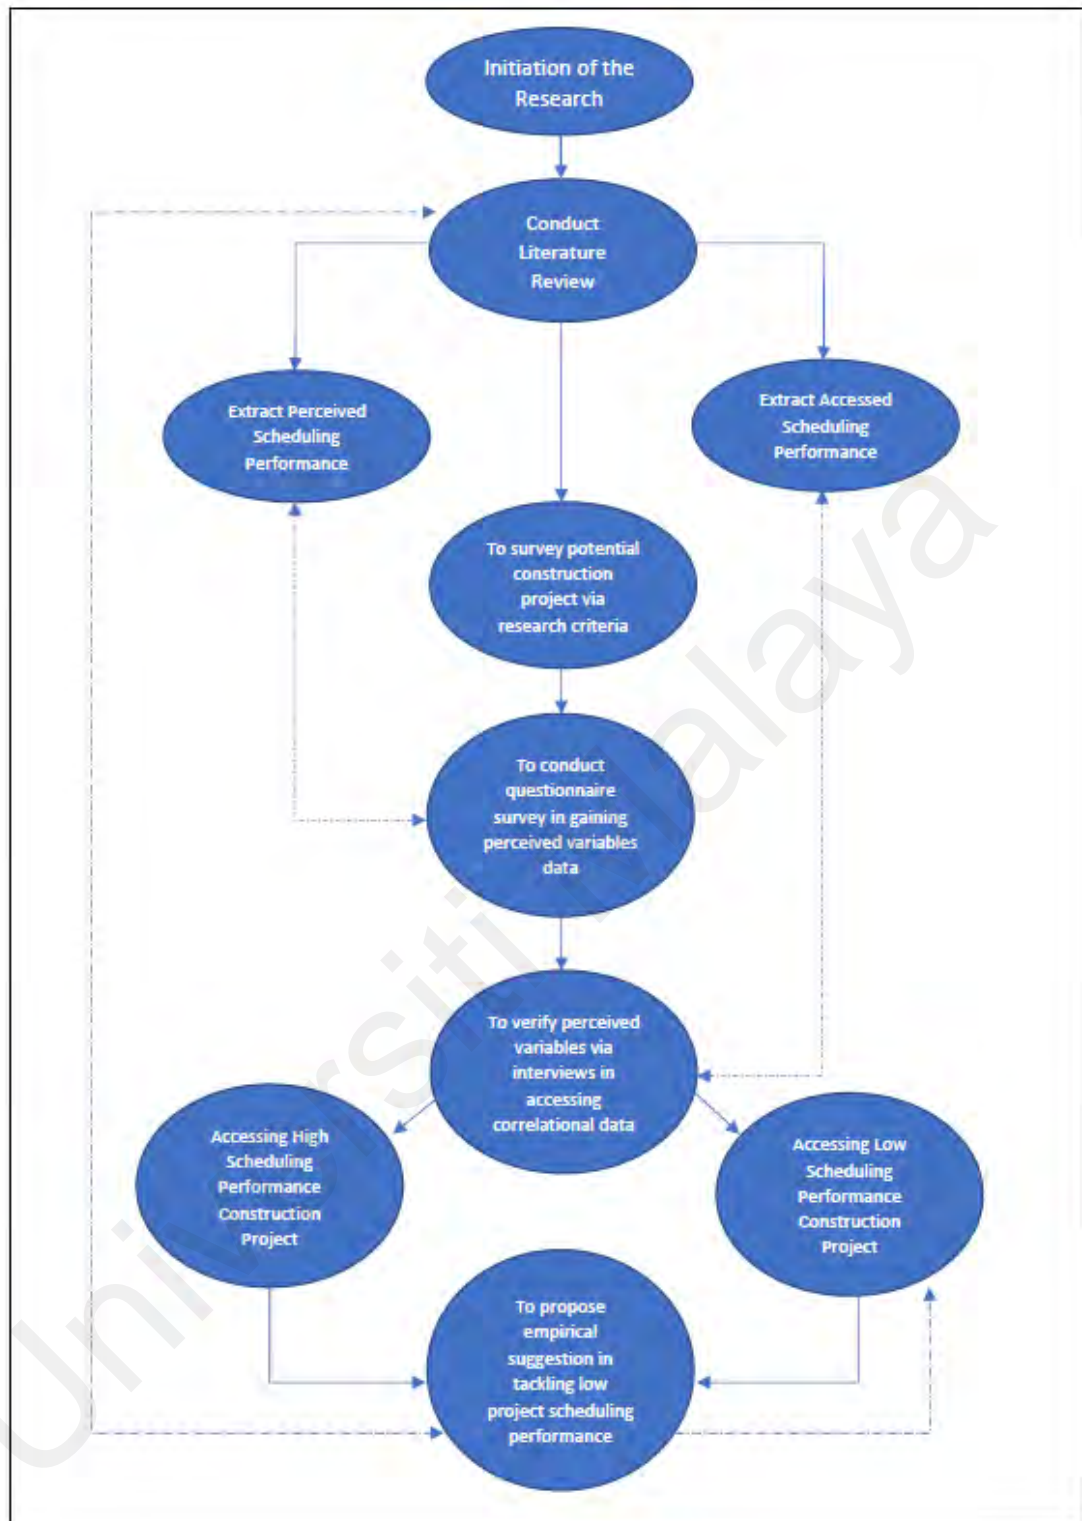 Initiation of the
Research
Conduct
Literature
Review
Extract Perceived
Scheduling
Performance
Extract Accessed
Scheduling
Performance
To survey potential
construction
project via
research criteria
To conduct
questionnaire
survey in gaining
perceived variables
data
To verify perceived
variables via
interviews in
accessing
correlational data
Accessing High
Scheduling
Performance
Construction
Project
Accessing Low
Scheduling
Performance
Construction
Project
To propose
empirical
suggestion in
tackling low
project scheduling
performance
Universiti Malaya